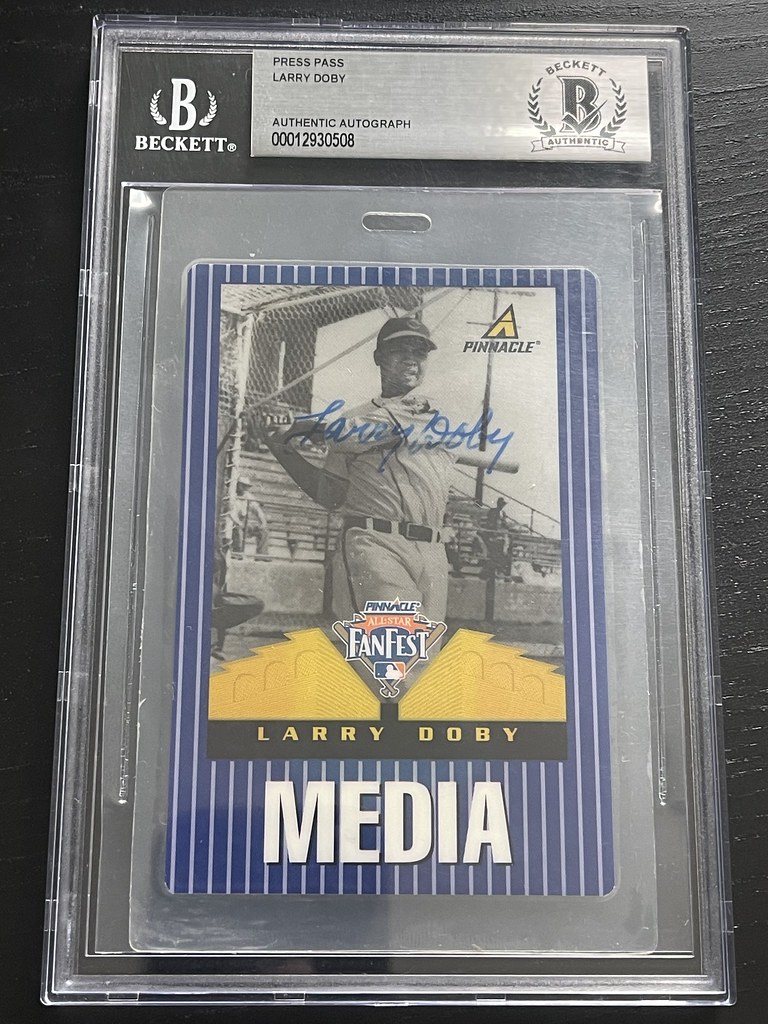 PRESS PASS
LARRY DOBY
AUTHENTIC AUTOGRAPH
00012930508
B
BECKETT®
BECKETT
B
AUTHENTIC
PINNACLE®
Larry Doby
PINNACLE®
ALL-STAR
FANFEST
LARRY DOBY
MEDIA